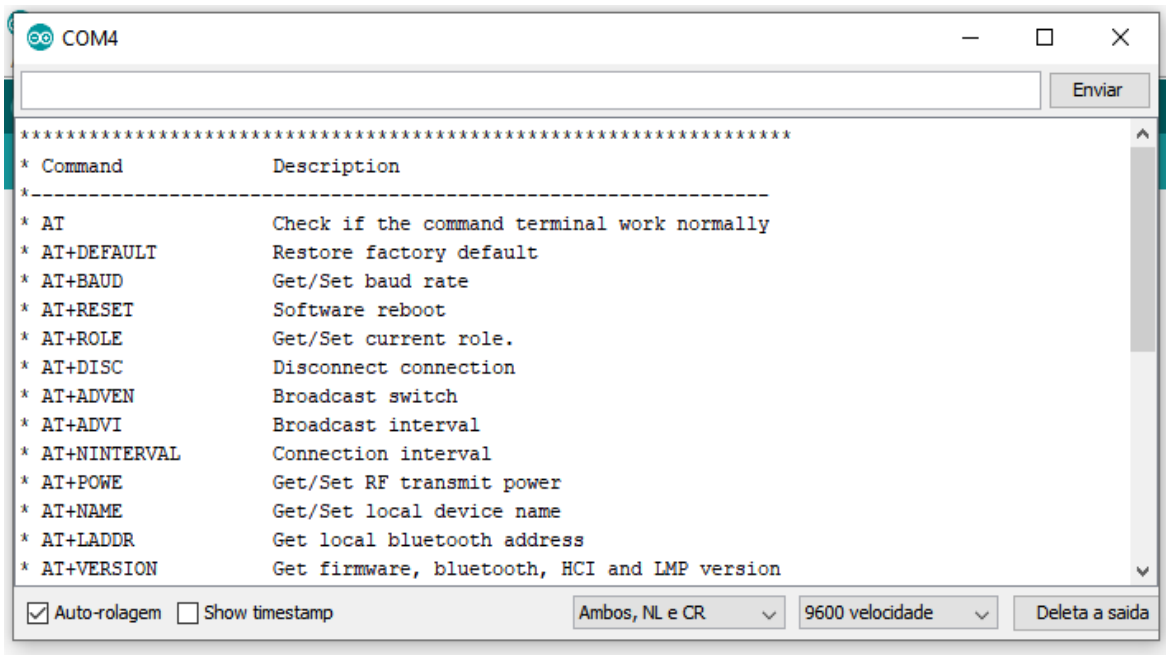 COM4
Enviar
*******************************************************************
* Command Description
*----------------------------------------------------------------
* AT Check if the command terminal work normally
* AT+DEFAULT Restore factory default
* AT+BAUD Get/Set baud rate
* AT+RESET Software reboot
* AT+ROLE Get/Set current role.
* AT+DISC Disconnect connection
* AT+ADVEN Broadcast switch
* AT+ADVI Broadcast interval
* AT+NINTERVAL Connection interval
* AT+POWE Get/Set RF transmit power
* AT+NAME Get/Set local device name
* AT+LADDR Get local bluetooth address
* AT+VERSION Get firmware, bluetooth, HCI and LMP version
Auto-rolagem Show timestamp Ambos, NL e CR 9600 velocidade Deleta a saida